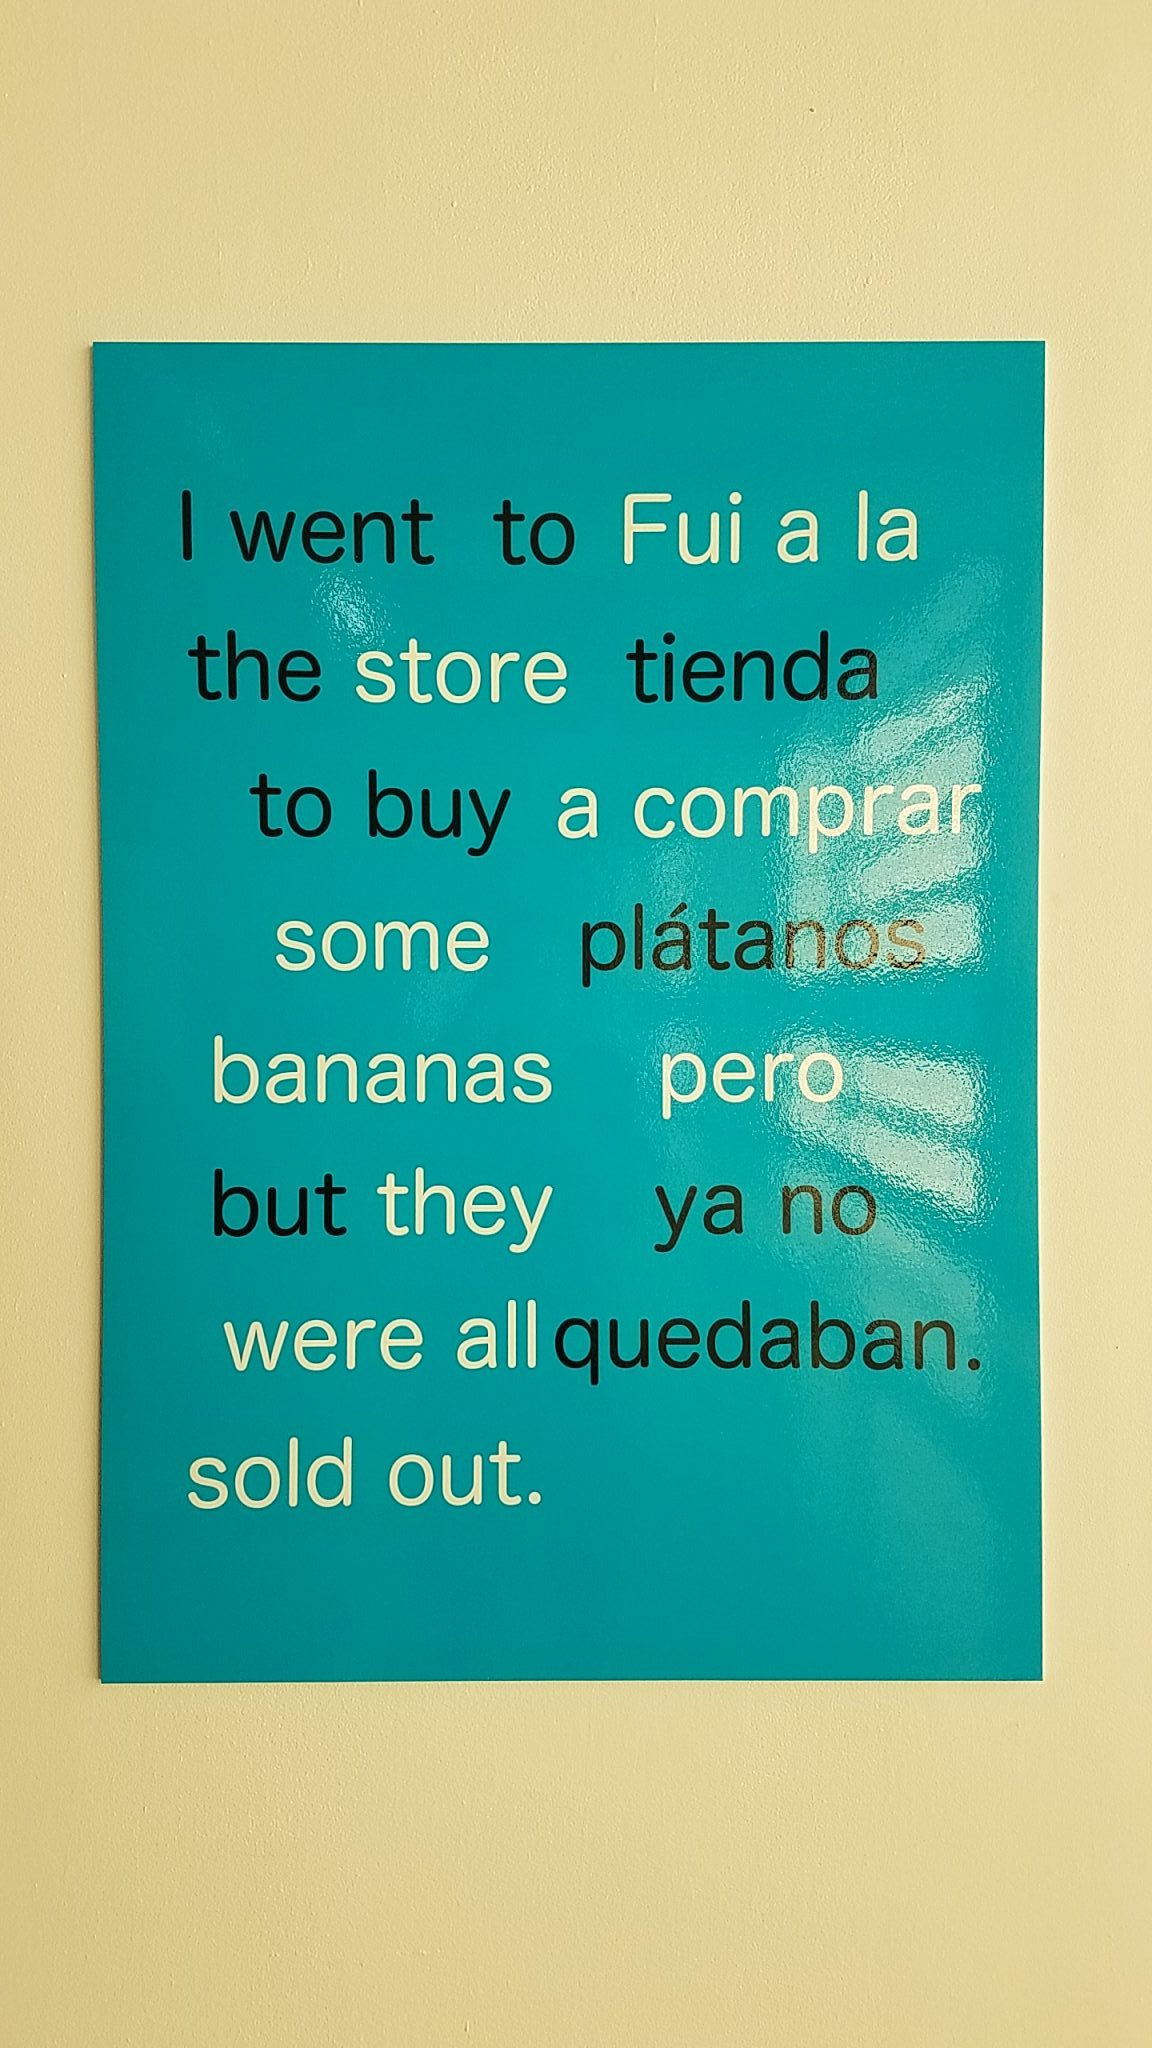 I went to Fui a la
the store tienda
to buy a comprar
some plátanos
bananas pero
but they ya no
were all quedaban.
sold out.